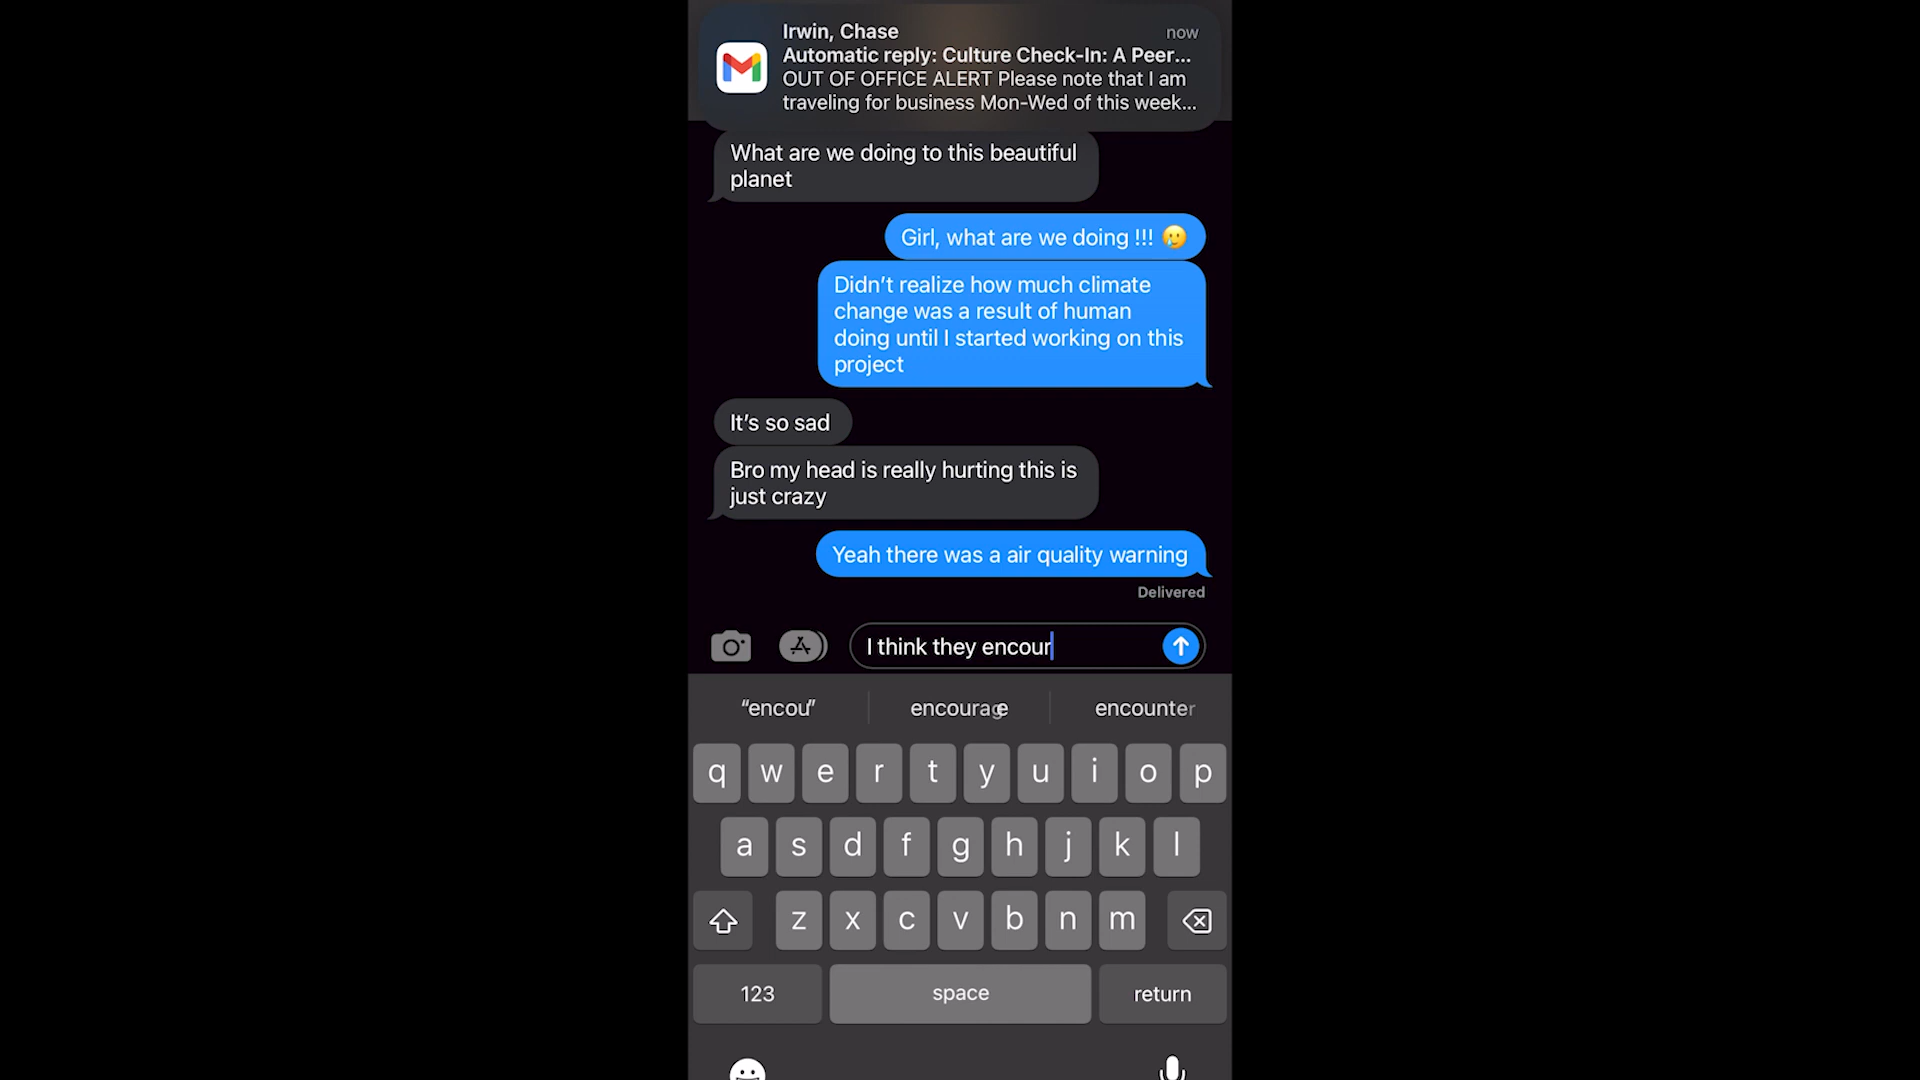 Irwin, Chase
now
Automatic reply: Culture Check-In: A Peer...
OUT OF OFFICE ALERT Please note that I am
traveling for business Mon-Wed of this week...
What are we doing to this beautiful
planet
Girl, what are we doing !!! 🥲
Didn’t realize how much climate
change was a result of human
doing until I started working on this
project
It’s so sad
Bro my head is really hurting this is
just crazy
Yeah there was a air quality warning
Delivered
I think they encour
“encou” encourage encounter
q w e r t y u i o p
a s d f g h j k l
z x c v b n m
123 space return